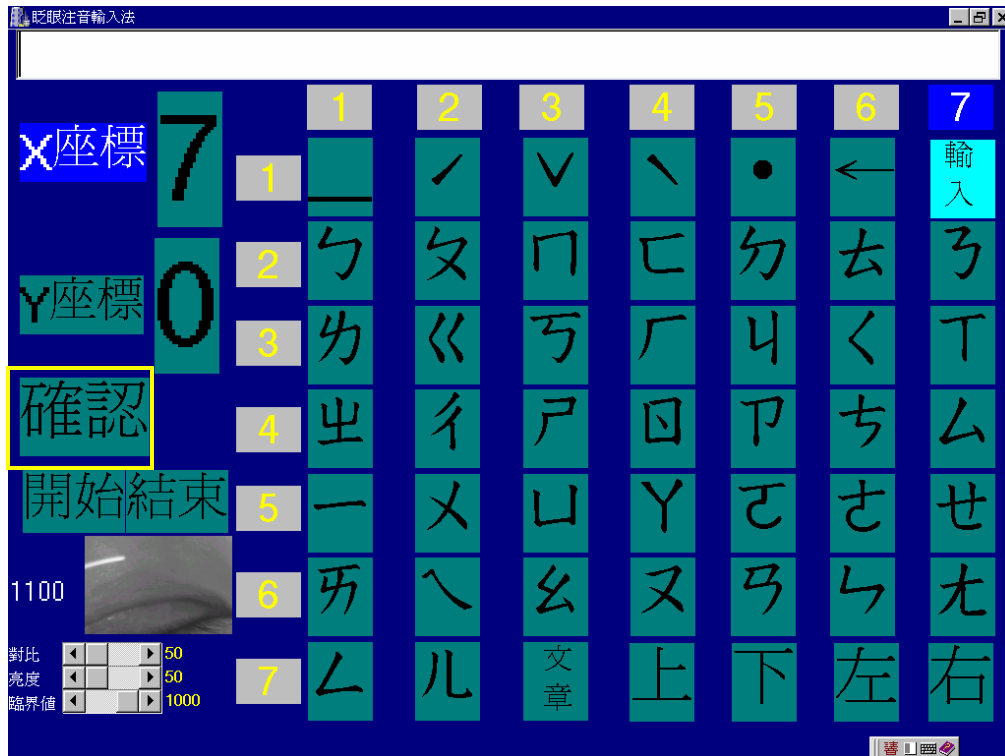 眨眼注音輸入法
1 2 3 4 5 6 7
X座標 7
1 ˍ ˊ ˇ ˋ ˙ ← 輸入
2 ㄅ ㄆ ㄇ ㄈ ㄉ ㄊ ㄋ
Y座標 0
3 ㄌ ㄍ ㄎ ㄏ ㄐ ㄑ ㄒ
確認
4 ㄓ ㄔ ㄕ ㄖ ㄗ ㄘ ㄙ
開始 結束
5 ㄧ ㄨ ㄩ ㄚ ㄛ ㄜ ㄝ
1100
6 ㄞ ㄟ ㄠ ㄡ ㄢ ㄣ ㄤ
對比 50
亮度 50
臨界值 1000
7 ㄥ ㄦ 文章 上 下 左 右